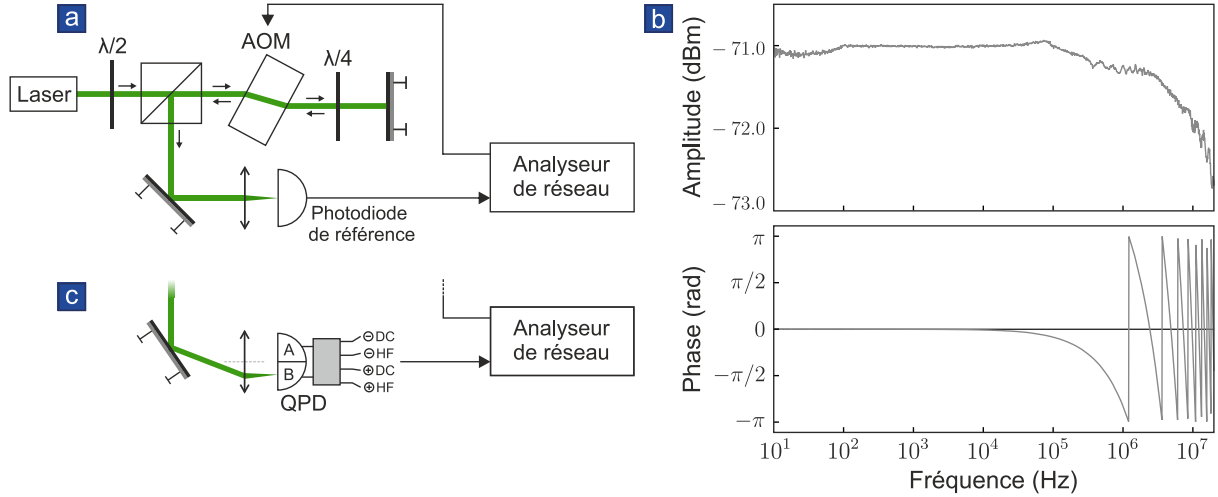 a
AOM
λ/2
λ/4
Laser
Analyseur
de réseau
Photodiode
de référence
c
A
B
⊖DC
⊖HF
⊕DC
⊕HF
QPD
Analyseur
de réseau
b
Amplitude (dBm)
−71.0
−72.0
−73.0
Phase (rad)
π
π/2
0
−π/2
−π
10¹ 10² 10³ 10⁴ 10⁵ 10⁶ 10⁷
Fréquence (Hz)